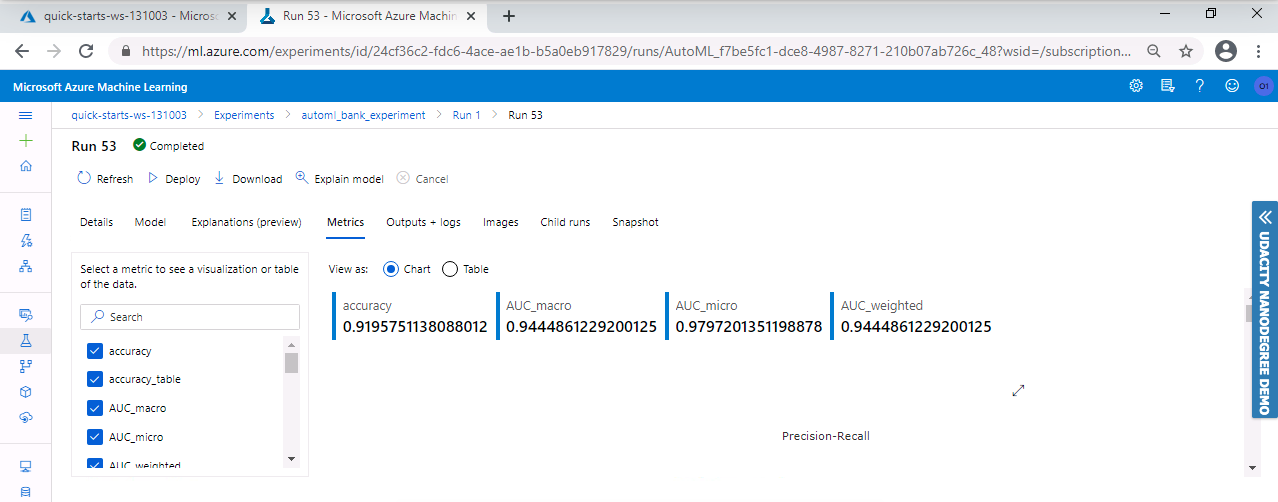 quick-starts-ws-131003 - Microso
Run 53 - Microsoft Azure Machin
https://ml.azure.com/experiments/id/24cf36c2-fdc6-4ace-ae1b-b5a0eb917829/runs/AutoML_f7be5fc1-dce8-4987-8271-210b07ab726c_48?wsid=/subscription...
Microsoft Azure Machine Learning
O1
quick-starts-ws-131003 > Experiments > automl_bank_experiment > Run 1 > Run 53
Run 53 Completed
Refresh Deploy Download Explain model Cancel
Details Model Explanations (preview) Metrics Outputs + logs Images Child runs Snapshot
Select a metric to see a visualization or table
of the data.
Search
accuracy
accuracy_table
AUC_macro
AUC_micro
AUC_weighted
View as: Chart Table
accuracy
0.9195751138088012
AUC_macro
0.9444861229200125
AUC_micro
0.9797201351198878
AUC_weighted
0.9444861229200125
Precision-Recall
UDACITY NANODEGREE DEMO